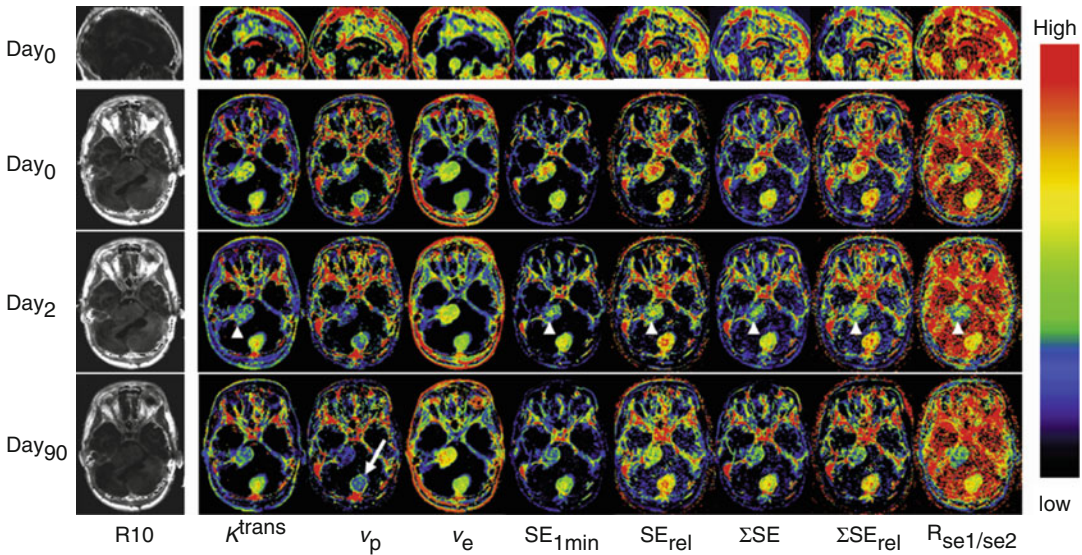 High
Day0
Day0
Day2
Day90
low
R10 Ktrans vp ve SE1min SErel ΣSE ΣSErel Rse1/se2